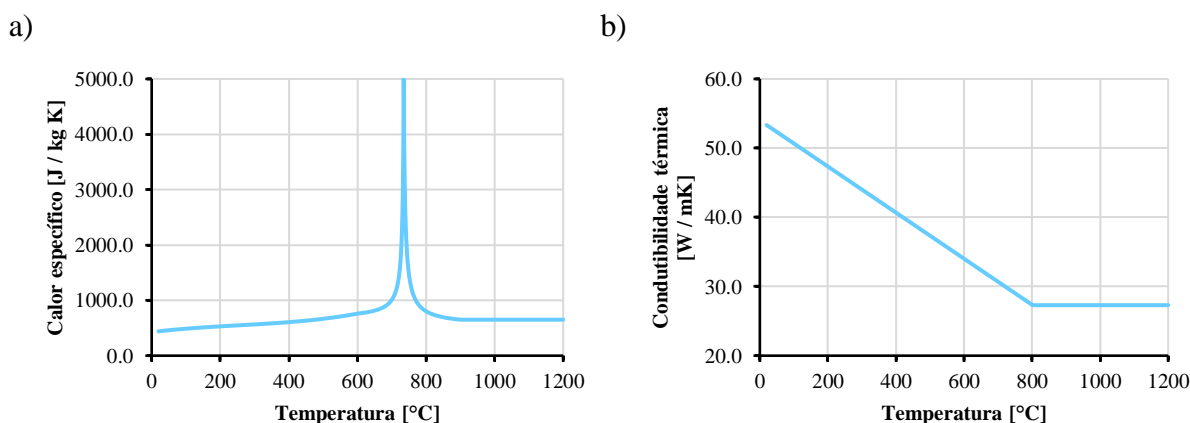 a)
b)
Calor específico [J / kg K]
5000.0
4000.0
3000.0
2000.0
1000.0
0.0
0 200 400 600 800 1000 1200
Temperatura [°C]
Condutibilidade térmica
[W / mK]
60.0
50.0
40.0
30.0
20.0
0 200 400 600 800 1000 1200
Temperatura [°C]